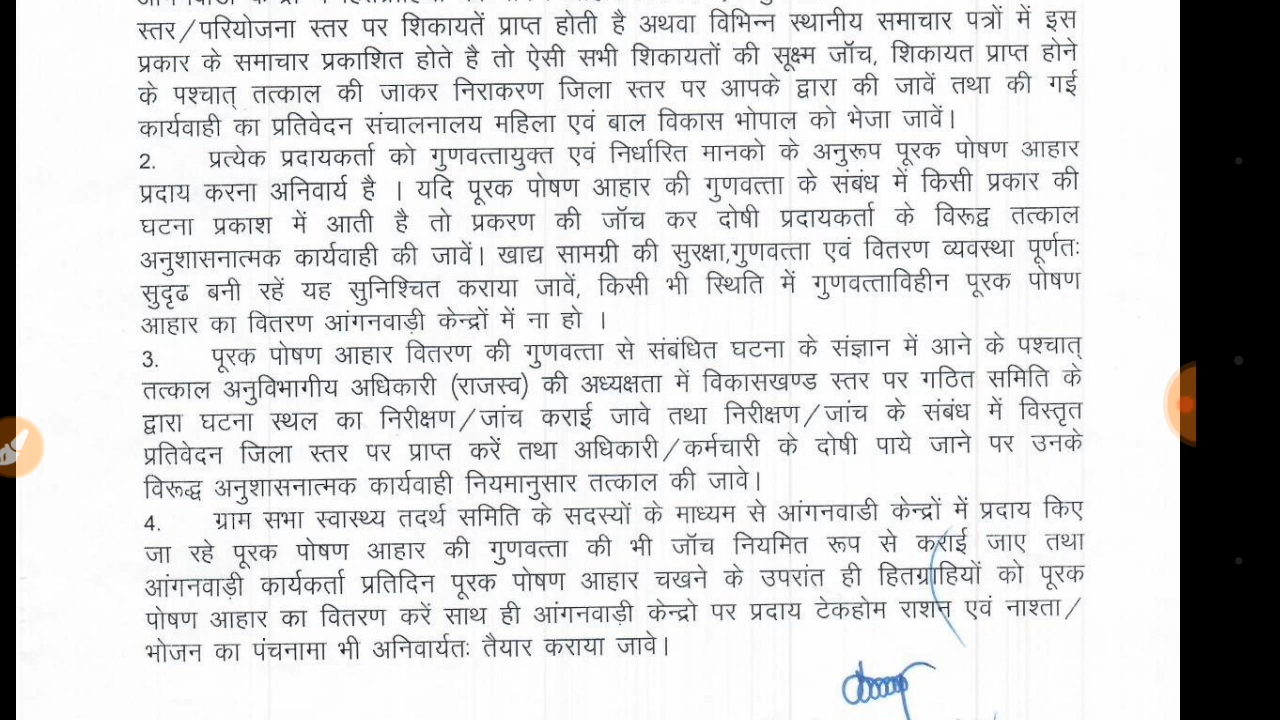 स्तर/परियोजना स्तर पर शिकायतें प्राप्त होती है अथवा विभिन्न स्थानीय समाचार पत्रों में इस
प्रकार के समाचार प्रकाशित होते है तो ऐसी सभी शिकायतों की सूक्ष्म जॉच, शिकायत प्राप्त होने
के पश्चात् तत्काल की जाकर निराकरण जिला स्तर पर आपके द्वारा की जावें तथा की गई
कार्यवाही का प्रतिवेदन संचालनालय महिला एवं बाल विकास भोपाल को भेजा जावें।
2. प्रत्येक प्रदायकर्ता को गुणवत्तायुक्त एवं निर्धारित मानको के अनुरूप पूरक पोषण आहार
प्रदाय करना अनिवार्य है । यदि पूरक पोषण आहार की गुणवत्ता के संबंध में किसी प्रकार की
घटना प्रकाश में आती है तो प्रकरण की जॉच कर दोषी प्रदायकर्ता के विरूद्व तत्काल
अनुशासनात्मक कार्यवाही की जावें। खाद्य सामग्री की सुरक्षा,गुणवत्ता एवं वितरण व्यवस्था पूर्णतः
सुदृढ बनी रहें यह सुनिश्चित कराया जावें, किसी भी स्थिति में गुणवत्ताविहीन पूरक पोषण
आहार का वितरण आंगनवाड़ी केन्द्रों में ना हो ।
3. पूरक पोषण आहार वितरण की गुणवत्ता से संबंधित घटना के संज्ञान में आने के पश्चात्
तत्काल अनुविभागीय अधिकारी (राजस्व) की अध्यक्षता में विकासखण्ड स्तर पर गठित समिति के
द्वारा घटना स्थल का निरीक्षण/जांच कराई जावे तथा निरीक्षण/जांच के संबंध में विस्तृत
प्रतिवेदन जिला स्तर पर प्राप्त करें तथा अधिकारी/कर्मचारी के दोषी पाये जाने पर उनके
विरूद्ध अनुशासनात्मक कार्यवाही नियमानुसार तत्काल की जावे।
4. ग्राम सभा स्वास्थ्य तदर्थ समिति के सदस्यों के माध्यम से आंगनवाडी केन्द्रों में प्रदाय किए
जा रहे पूरक पोषण आहार की गुणवत्ता की भी जॉच नियमित रूप से कराई जाए तथा
आंगनवाड़ी कार्यकर्ता प्रतिदिन पूरक पोषण आहार चखने के उपरांत ही हितग्राहियों को पूरक
पोषण आहार का वितरण करें साथ ही आंगनवाड़ी केन्द्रो पर प्रदाय टेकहोम राशन एवं नाश्ता/
भोजन का पंचनामा भी अनिवार्यतः तैयार कराया जावे।